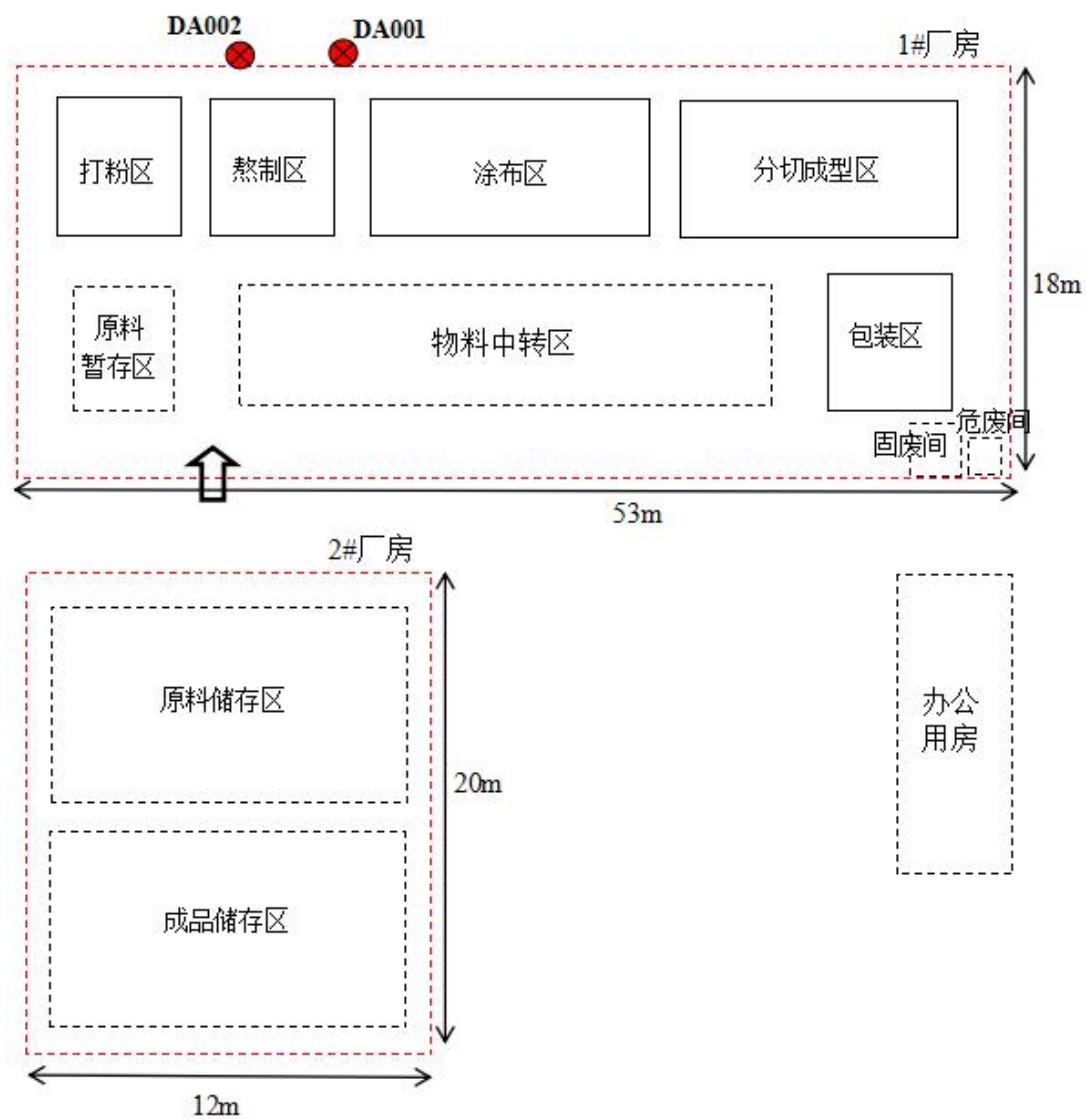 DA002
DA001
1#厂房
打粉区
熬制区
涂布区
分切成型区
18m
原料
暂存区
物料中转区
包装区
固废间
危废间
53m
2#厂房
原料储存区
办公
用房
20m
成品储存区
12m